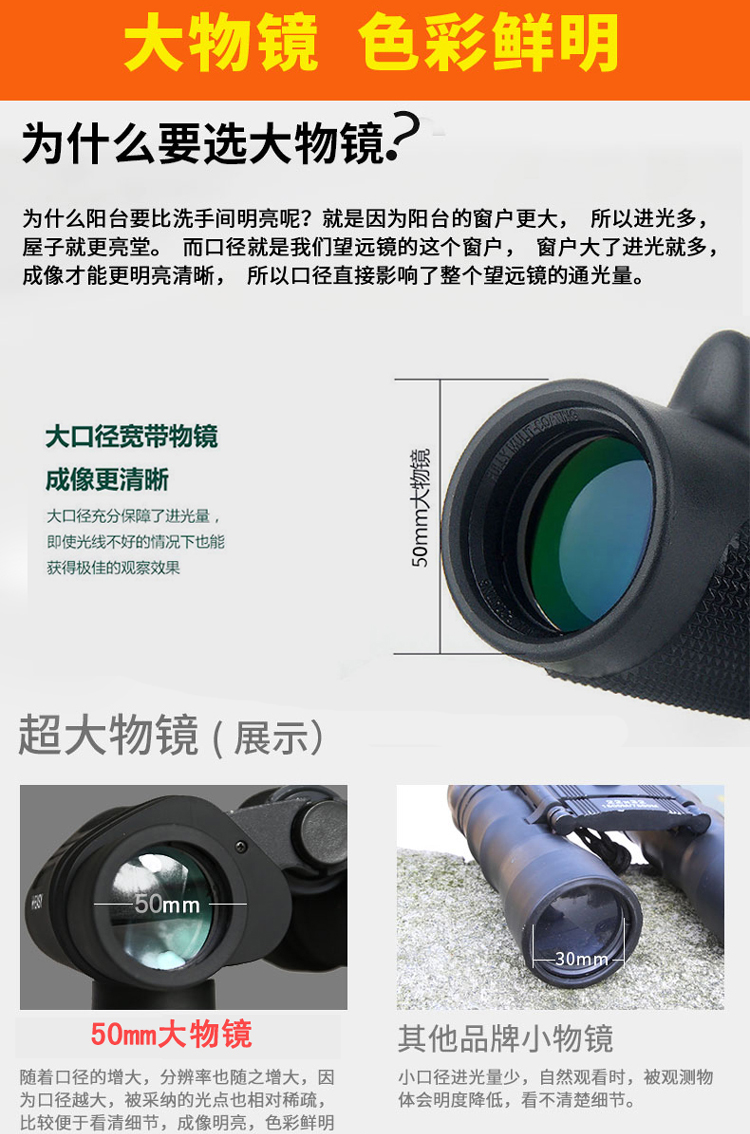 大物镜 色彩鲜明
为什么要选大物镜?
为什么阳台要比洗手间明亮呢？就是因为阳台的窗户更大， 所以进光多，
屋子就更亮堂。 而口径就是我们望远镜的这个窗户， 窗户大了进光就多，
成像才能更明亮清晰， 所以口径直接影响了整个望远镜的通光量。
大口径宽带物镜
成像更清晰
大口径充分保障了进光量，
即使光线不好的情况下也能
获得极佳的观察效果
50mm大物镜
FULLY MULIT-COATING
超大物镜 ( 展示）
50mm
30mm
50mm大物镜
其他品牌小物镜
随着口径的增大，分辨率也随之增大，因
为口径越大，被采纳的光点也相对稀疏，
比较便于看清细节，成像明亮，色彩鲜明
小口径进光量少，自然观看时，被观测物
体会明度降低，看不清楚细节。